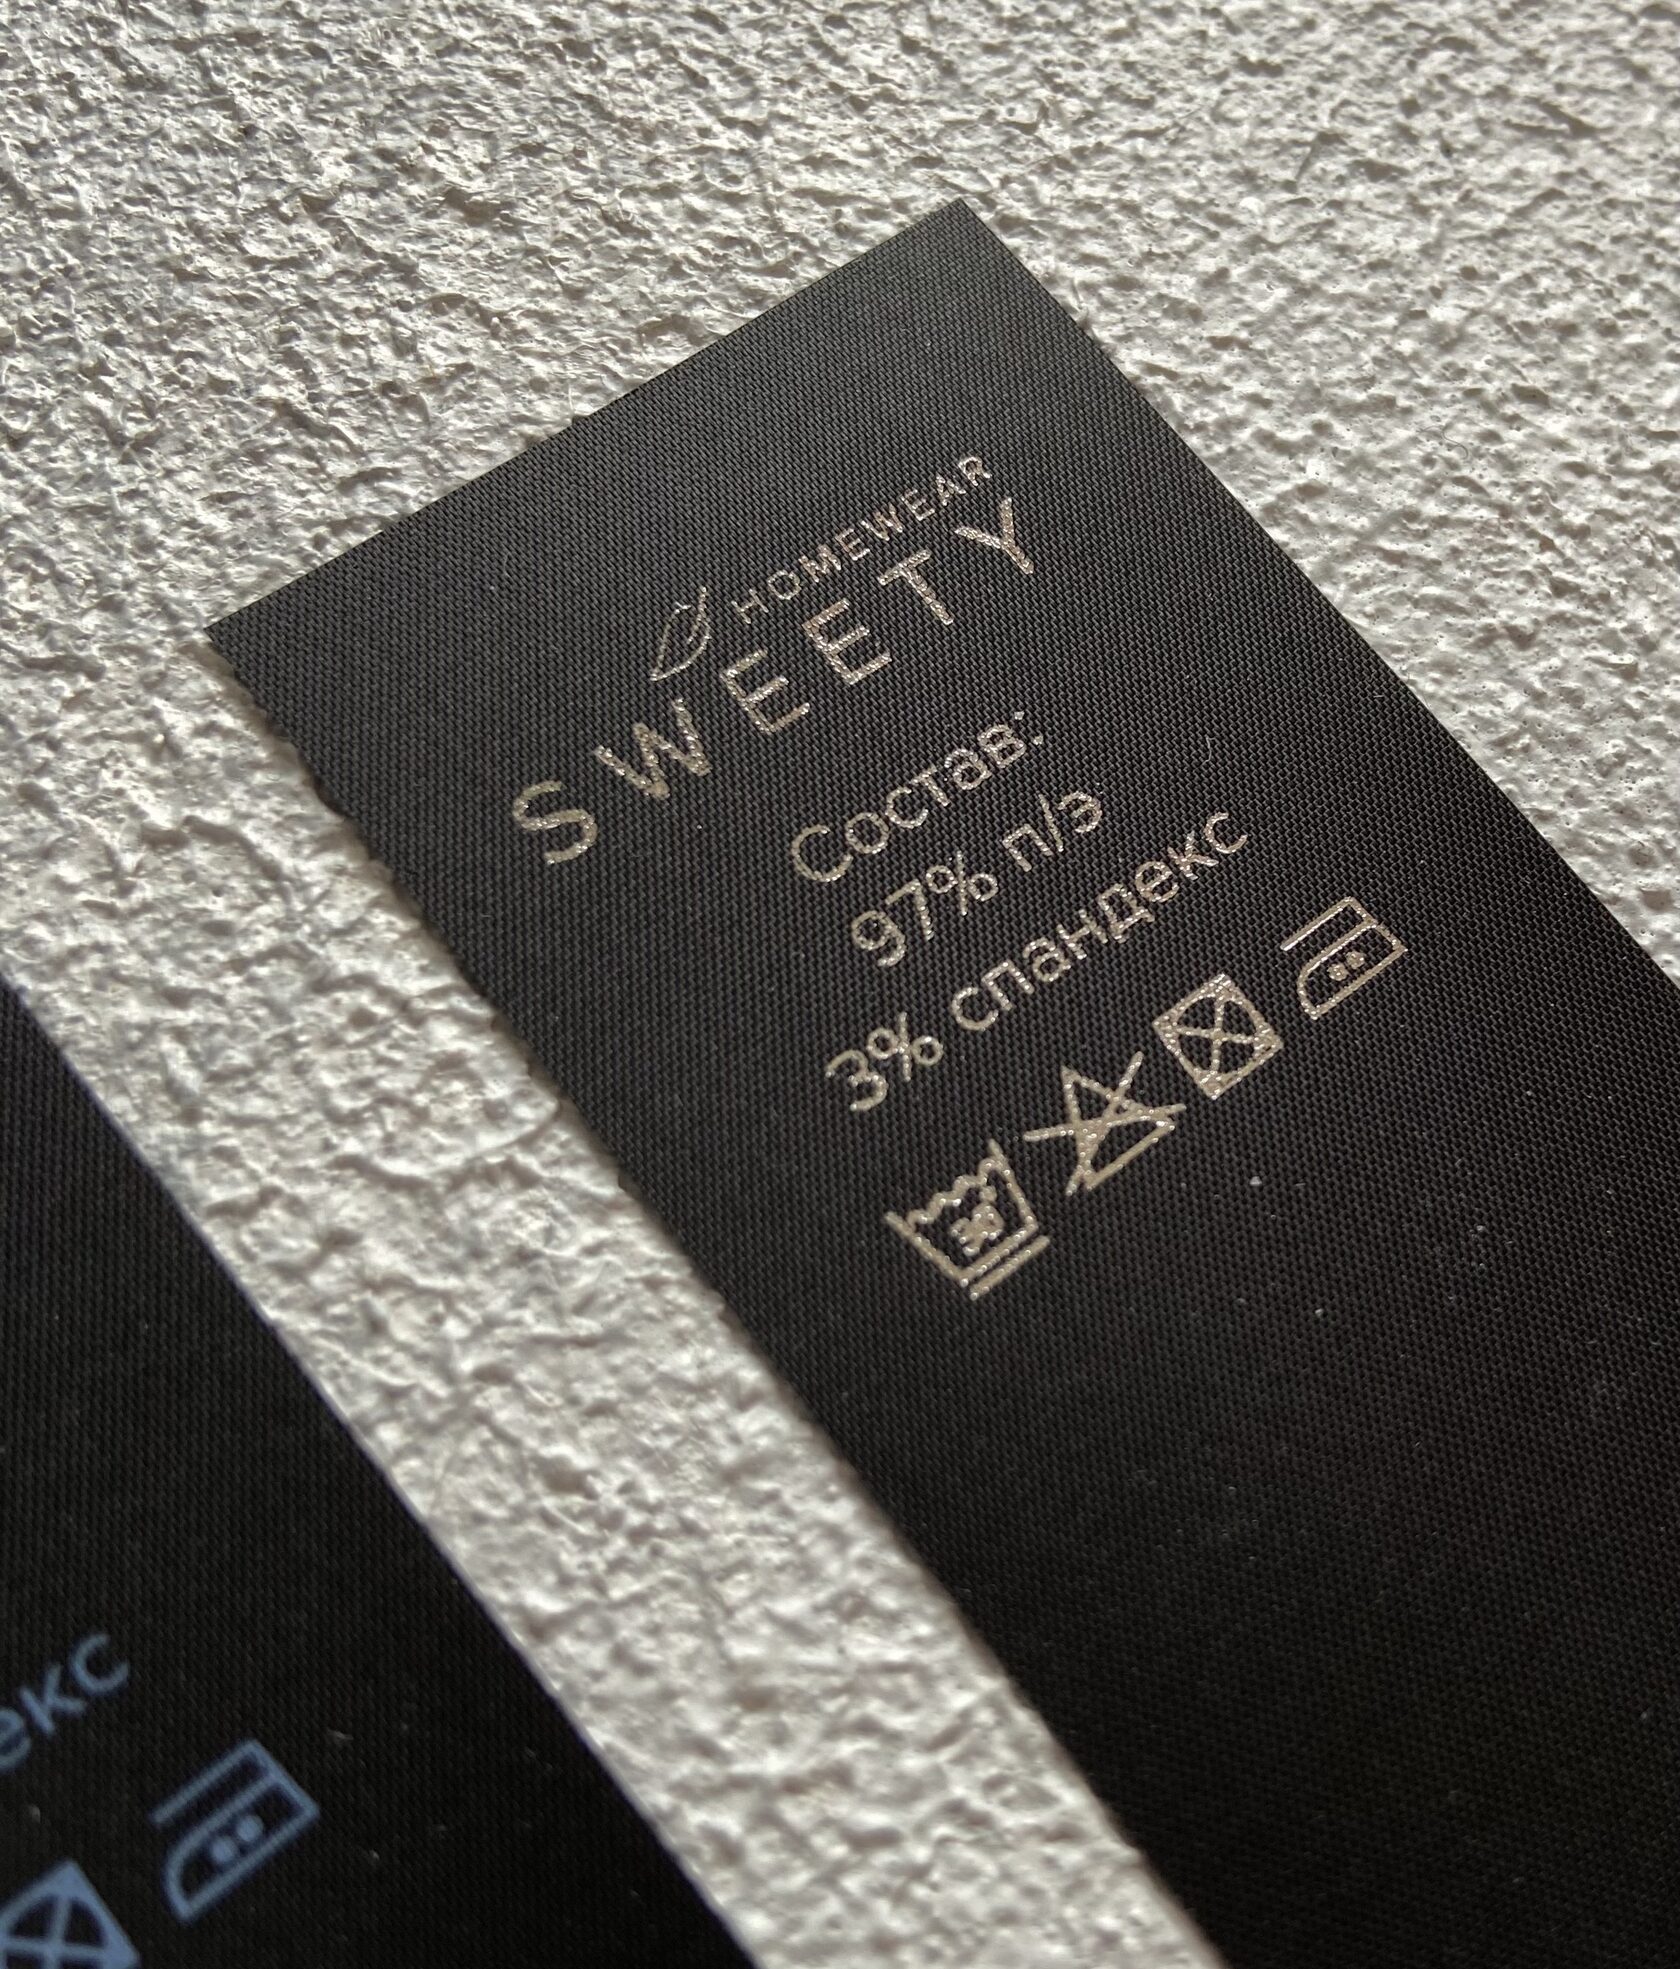 HOMEWEAR
SWEETY
Состав:
97% п/э
3% спандекс
30°
екс